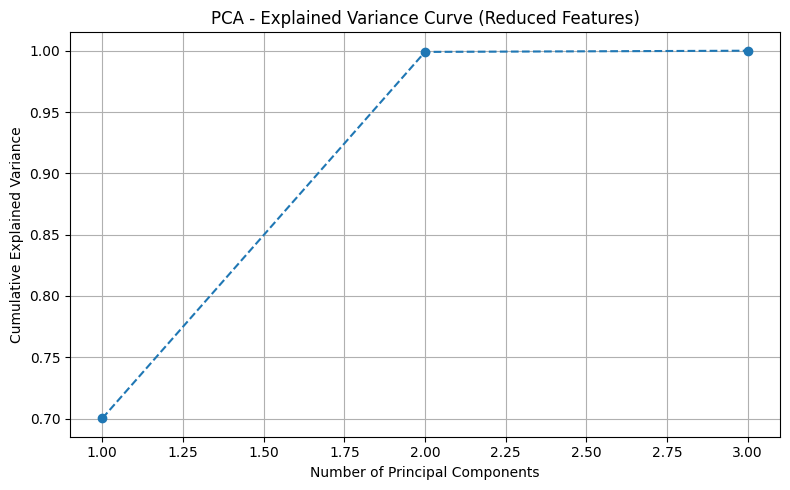 PCA - Explained Variance Curve (Reduced Features)
1.00
0.95
0.90
0.85
0.80
0.75
0.70
Cumulative Explained Variance
1.00 1.25 1.50 1.75 2.00 2.25 2.50 2.75 3.00
Number of Principal Components